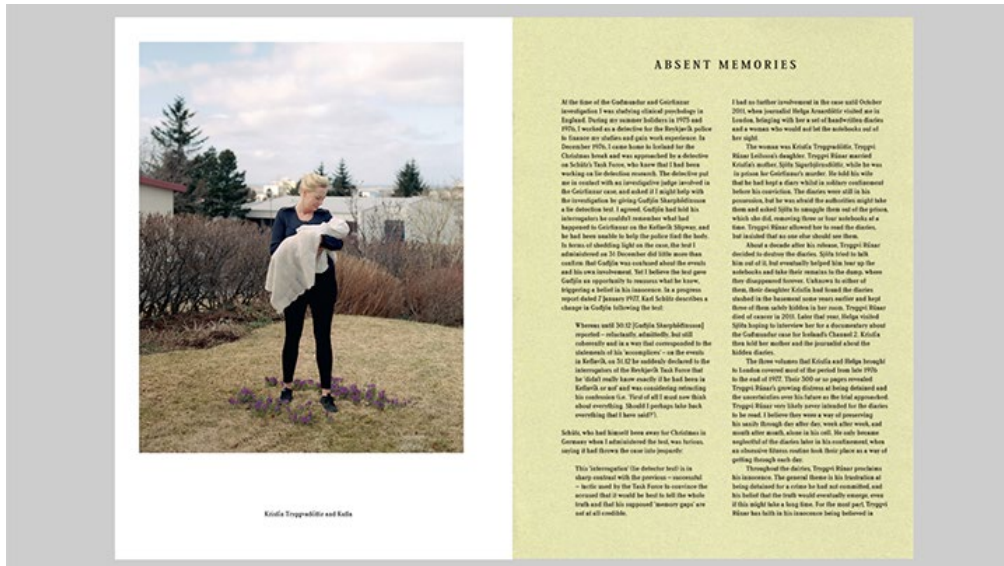 ABSENT MEMORIES
At the time of the Gudmundur and Geirfinnur
investigation I was studying clinical psychology in
England. During my summer holidays in 1975 and
1976, I worked as a detective for the Reykjavik police
to finance my studies and gain work experience. In
December 1976, I came home to Iceland for the
Christmas break and was approached by a detective
on Schütz's Task Force, who knew that I had been
working on lie-detection research. The detective put
me in contact with an investigative judge involved in
the Geirfinnur case, and asked if I might help with
the investigation by giving Gudjón Skarphédinsson
a lie detection test. I agreed. Gudjón had told his
interrogators he couldn't remember what had
happened to Geirfinnur on the Keflavik Slipway, and
he had been unable to help the police find the body.
In terms of shedding light on the case, the test I
administered on 31 December did little more than
confirm that Gudjón was confused about the events
and his own involvement. Yet I believe the test gave
Gudjón an opportunity to reassess what he knew,
triggering a belief in his innocence. In a progress
report dated 7 January 1977, Karl Schütz describes a
change in Gudjón following the test:
Whereas until 30.12 [Gudjón Skarphédinsson]
reported – reluctantly, admittedly, but still
coherently and in a way that corresponded to the
statements of his 'accomplices' – on the events
in Keflavik, on 31.12 he suddenly declared to the
interrogators of the Reykjavik Task Force that
he 'didn't really know exactly if he had been in
Keflavik or not' and was considering retracting
his confession (i.e. 'First of all I must now think
about everything. Should I perhaps take back
everything that I have said?').
Schütz, who had himself been away for Christmas in
Germany when I administered the test, was furious,
saying it had thrown the case into jeopardy:
This 'interrogation' (lie detector test) is in
sharp contrast with the previous – successful
– tactic used by the Task Force to convince the
accused that it would be best to tell the whole
truth and that his supposed 'memory gaps' are
not at all credible.
I had no further involvement in the case until October
2011, when journalist Helga Arnardóttir visited me in
London, bringing with her a set of handwritten diaries
and a woman who would not let the notebooks out of
her sight.
The woman was Kristín Tryggvadóttir, Tryggvi
Rúnar Leifsson's daughter. Tryggvi Rúnar married
Kristín's mother, Sjöfn Sigurbjörnsdóttir, while he was
in prison for Geirfinnur's murder. He told his wife
that he had kept a diary whilst in solitary confinement
before his conviction. The diaries were still in his
possession, but he was afraid the authorities might take
them and asked Sjöfn to smuggle them out of the prison,
which she did, removing three or four notebooks at a
time. Tryggvi Rúnar allowed her to read the diaries,
but insisted that no one else should see them.
About a decade after his release, Tryggvi Rúnar
decided to destroy the diaries. Sjöfn tried to talk
him out of it, but eventually helped him tear up the
notebooks and take their remains to the dump, where
they disappeared forever. Unknown to either of
them, their daughter Kristín had found the diaries
stashed in the basement some years earlier and kept
three of them safely hidden in her room. Tryggvi Rúnar
died of cancer in 2011. Later that year, Helga visited
Sjöfn hoping to interview her for a documentary about
the Gudmundur case for Iceland's Channel 2. Kristín
then told her mother and the journalist about the
hidden diaries.
The three volumes that Kristín and Helga brought
to London covered most of the period from late 1976
to the end of 1977. Their 300 or so pages revealed
Tryggvi Rúnar's growing distress at being detained and
the uncertainties over his future as the trial approached.
Tryggvi Rúnar very likely never intended for the diaries
to be read. I believe they were a way of preserving
his sanity through day after day, week after week, and
month after month, alone in his cell. He only became
neglectful of the diaries later in his confinement, when
an obsessive fitness routine took their place as a way of
getting through each day.
Throughout the dairies, Tryggvi Rúnar proclaims
his innocence. The general theme is his frustration at
being detained for a crime he had not committed, and
his belief that the truth would eventually emerge, even
if this might take a long time. For the most part, Tryggvi
Rúnar has faith in his innocence being believed in
Kristín Tryggvadóttir and